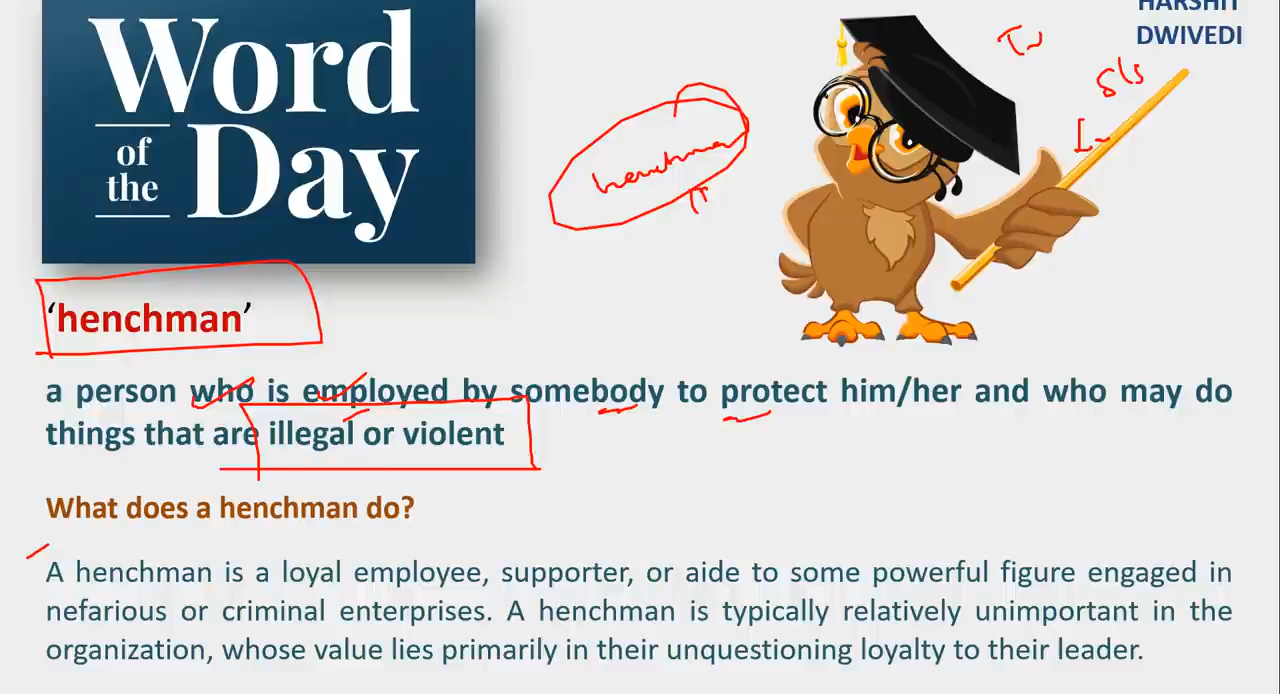 HARSHIT
DWIVEDI
Word
of
the
Day
henchman
‘henchman’
a person who is employed by somebody to protect him/her and who may do
things that are illegal or violent
What does a henchman do?
A henchman is a loyal employee, supporter, or aide to some powerful figure engaged in
nefarious or criminal enterprises. A henchman is typically relatively unimportant in the
organization, whose value lies primarily in their unquestioning loyalty to their leader.